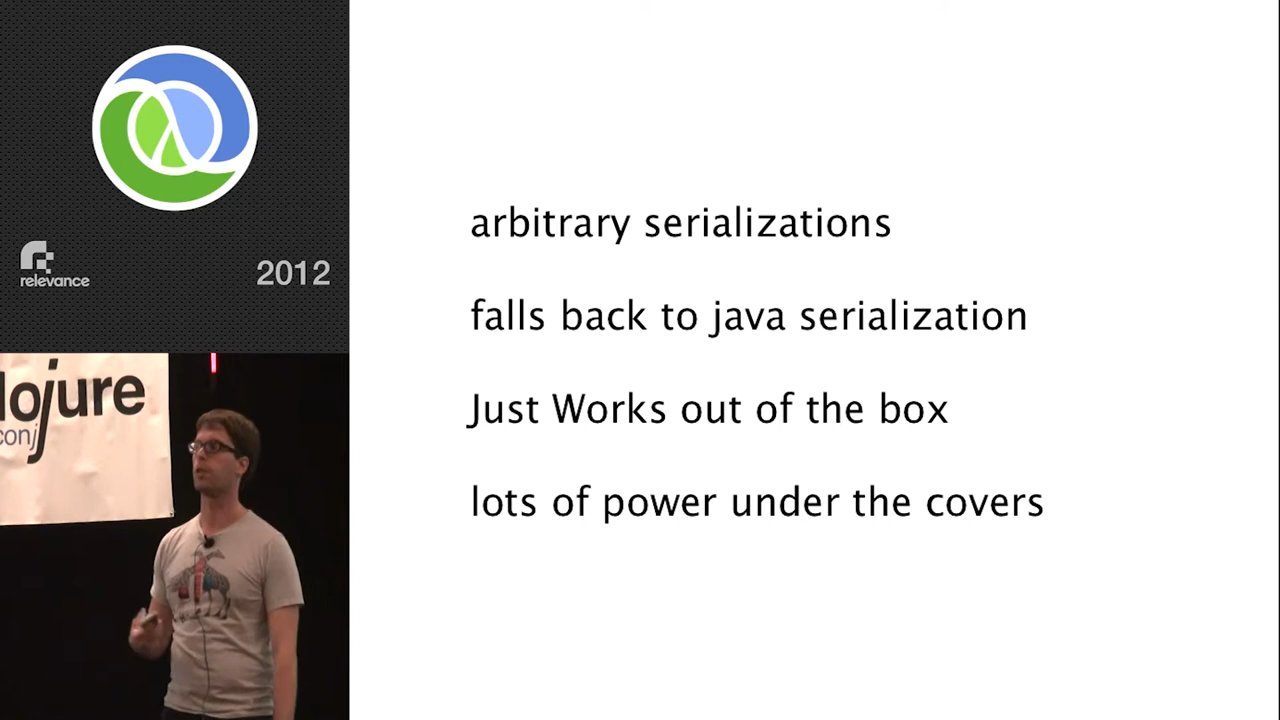 relevance
2012
lojure
conj
arbitrary serializations
falls back to java serialization
Just Works out of the box
lots of power under the covers